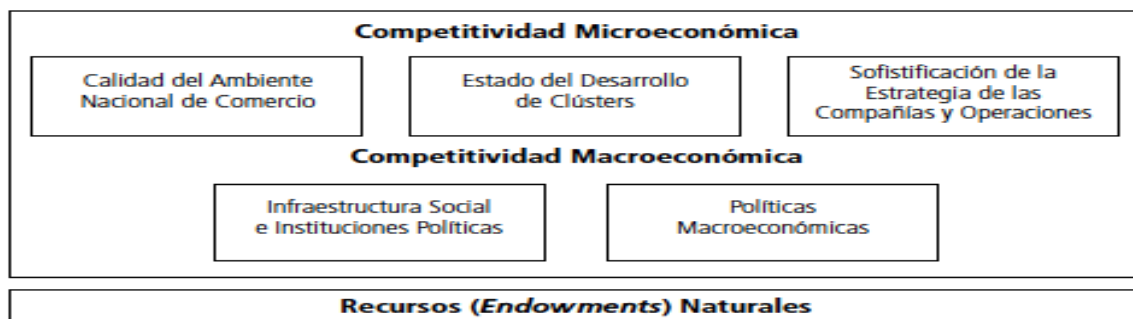 Competitividad Microeconómica
Calidad del Ambiente
Nacional de Comercio
Estado del Desarrollo
de Clústers
Sofistificación de la
Estrategia de las
Compañías y Operaciones
Competitividad Macroeconómica
Infraestructura Social
e Instituciones Políticas
Políticas
Macroeconómicas
Recursos (Endowments) Naturales